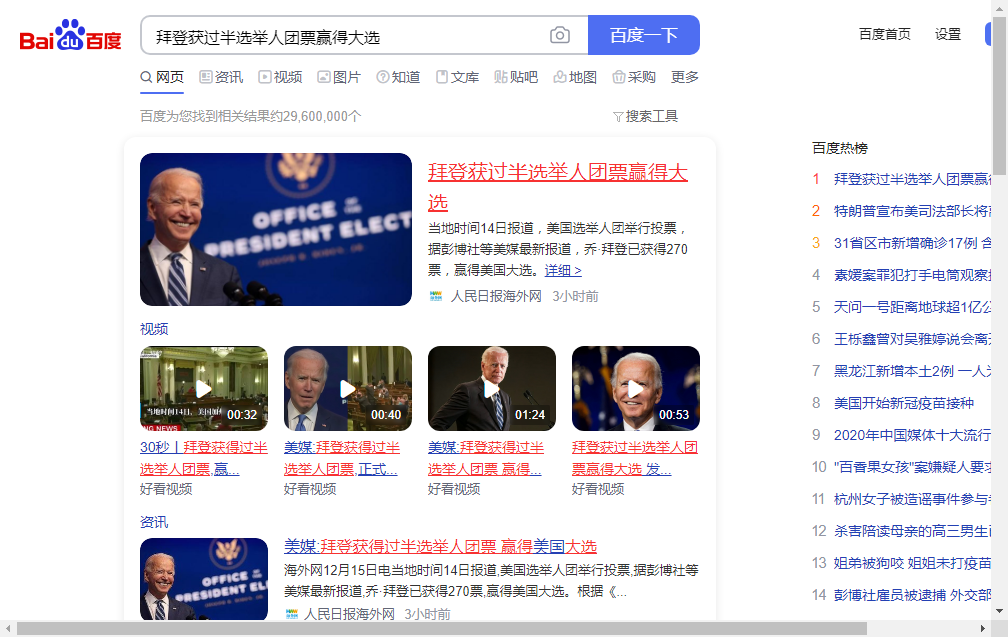 Bai du 百度
拜登获过半选举人团票赢得大选
百度一下
百度首页 设置
网页 资讯 视频 图片 知道 文库 贴吧 地图 采购 更多
百度为您找到相关结果约29,600,000个
搜索工具
OFFICE OF THE
PRESIDENT ELECT
拜登获过半选举人团票赢得大
选
当地时间14日报道，美国选举人团举行投票，
据彭博社等美媒最新报道，乔·拜登已获得270
票，赢得美国大选。详细 >
人民日报海外网 3小时前
视频
当地时间14日，美国
NG NEWS
00:32
00:40
01:24
00:53
30秒丨拜登获得过半
选举人团票,赢...
好看视频
美媒:拜登获得过半
选举人团票,正式...
好看视频
美媒:拜登获得过半
选举人团票 赢得...
好看视频
拜登获过半选举人团
票赢得大选 发...
好看视频
资讯
OFFICE OF THE
PRESIDENT EL
美媒:拜登获得过半选举人团票 赢得美国大选
海外网12月15日电当地时间14日报道,美国选举人团举行投票,据彭博社等
美媒最新报道,乔·拜登已获得270票,赢得美国大选。根据《...
人民日报海外网 3小时前
百度热榜
1 拜登获过半选举人团票赢
2 特朗普宣布美司法部长将
3 31省区市新增确诊17例 含
4 素媛案罪犯打手电筒观察
5 天问一号距离地球超1亿公
6 王栎鑫曾对吴雅婷说会离
7 黑龙江新增本土2例 一人为
8 美国开始新冠疫苗接种
9 2020年中国媒体十大流行
10 "百香果女孩"案嫌疑人要求
11 杭州女子被造谣事件参与
12 杀害陪读母亲的高三男生
13 姐弟被狗咬 姐姐未打疫苗
14 彭博社雇员被逮捕 外交部